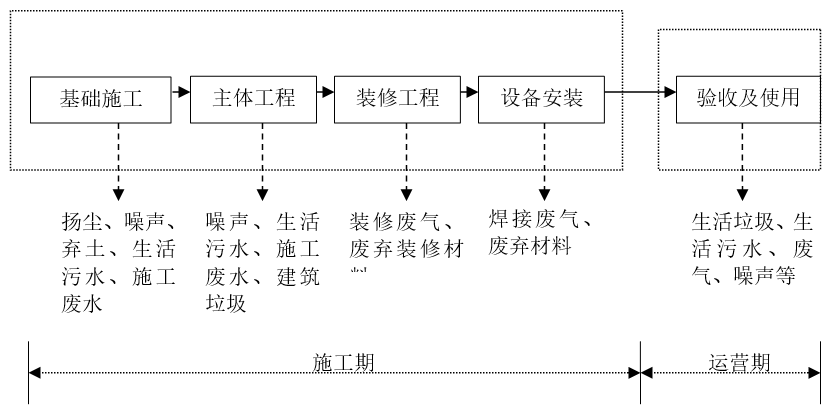 基础施工
主体工程
装修工程
设备安装
验收及使用
扬尘、噪声、
弃土、生活
污水、施工
废水
噪声、生活
污水、施工
废水、建筑
垃圾
装修废气、
废弃装修材
焊接废气、
废弃材料
生活垃圾、生
活污水、废
气、噪声等
施工期
运营期